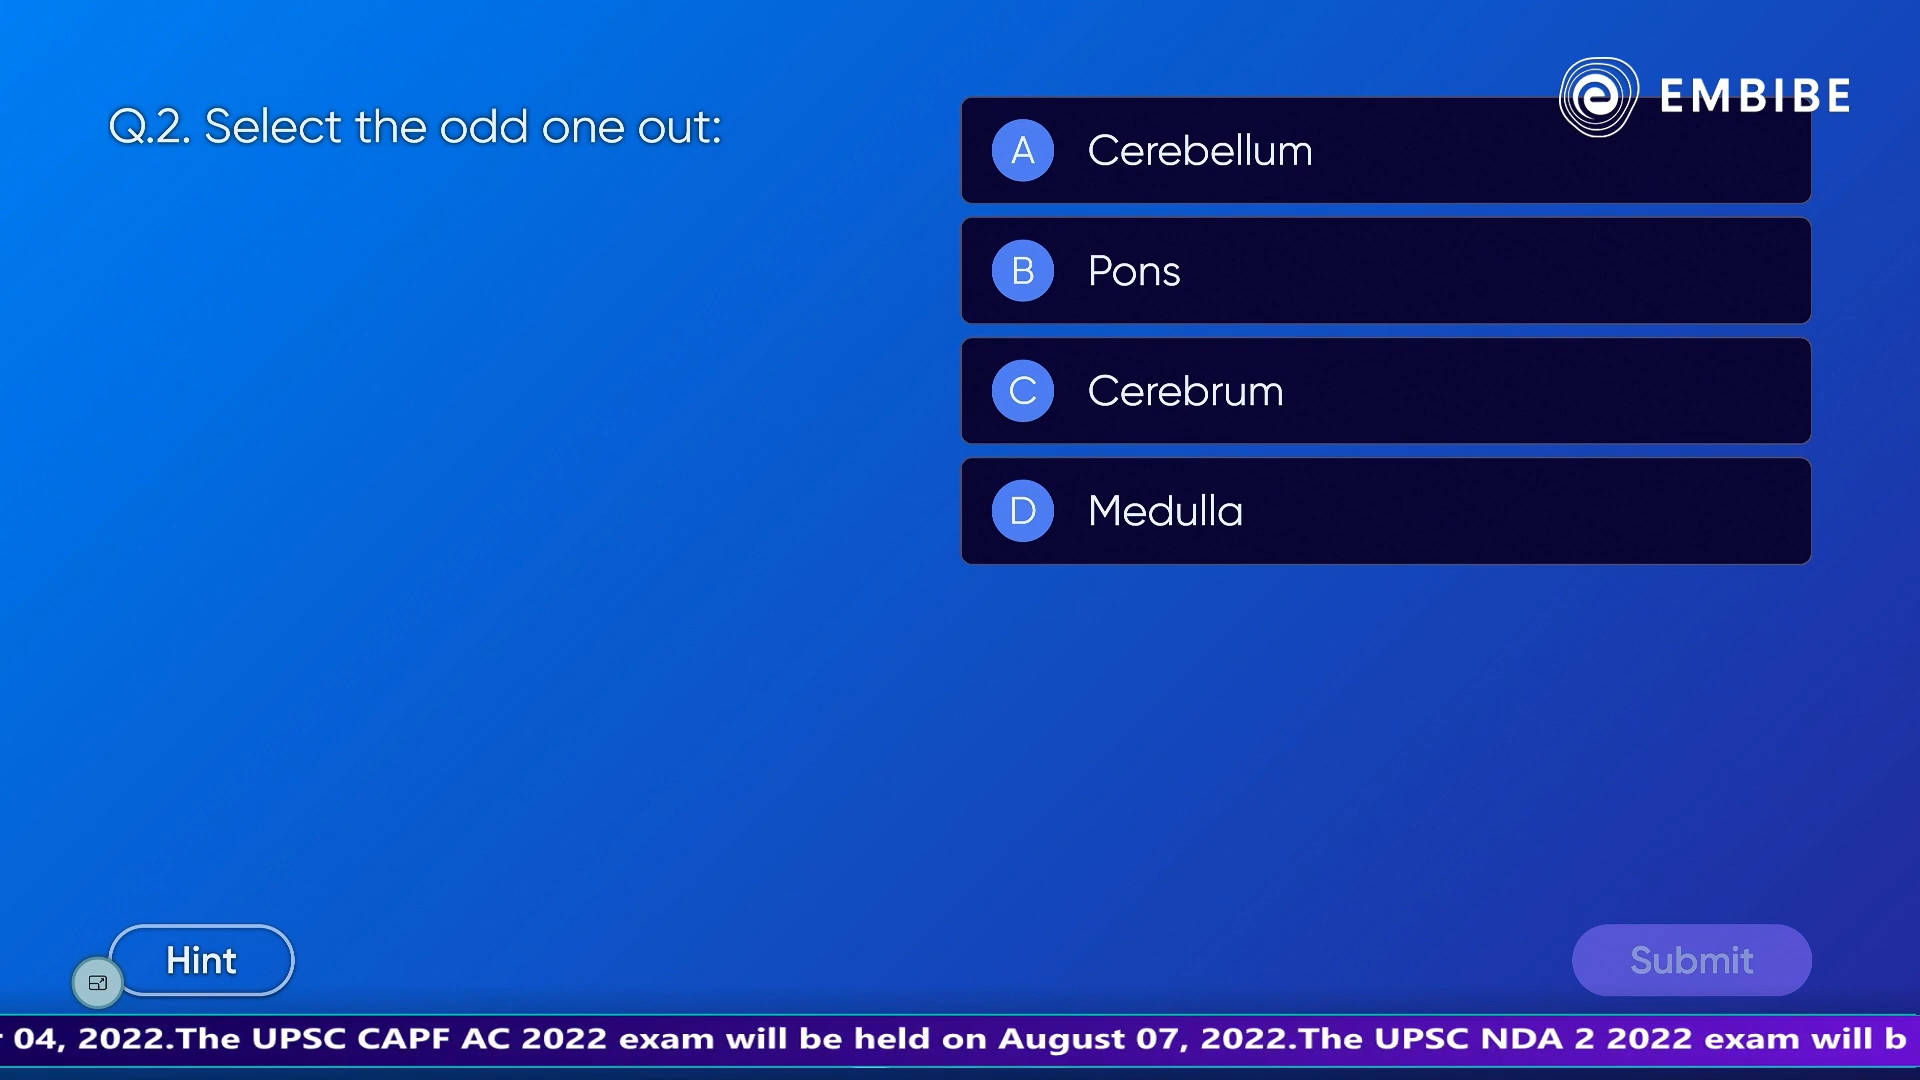 EMBIBE
Q.2. Select the odd one out:
A Cerebellum
B Pons
C Cerebrum
D Medulla
Hint
Submit
04, 2022.The UPSC CAPF AC 2022 exam will be held on August 07, 2022.The UPSC NDA 2 2022 exam will b